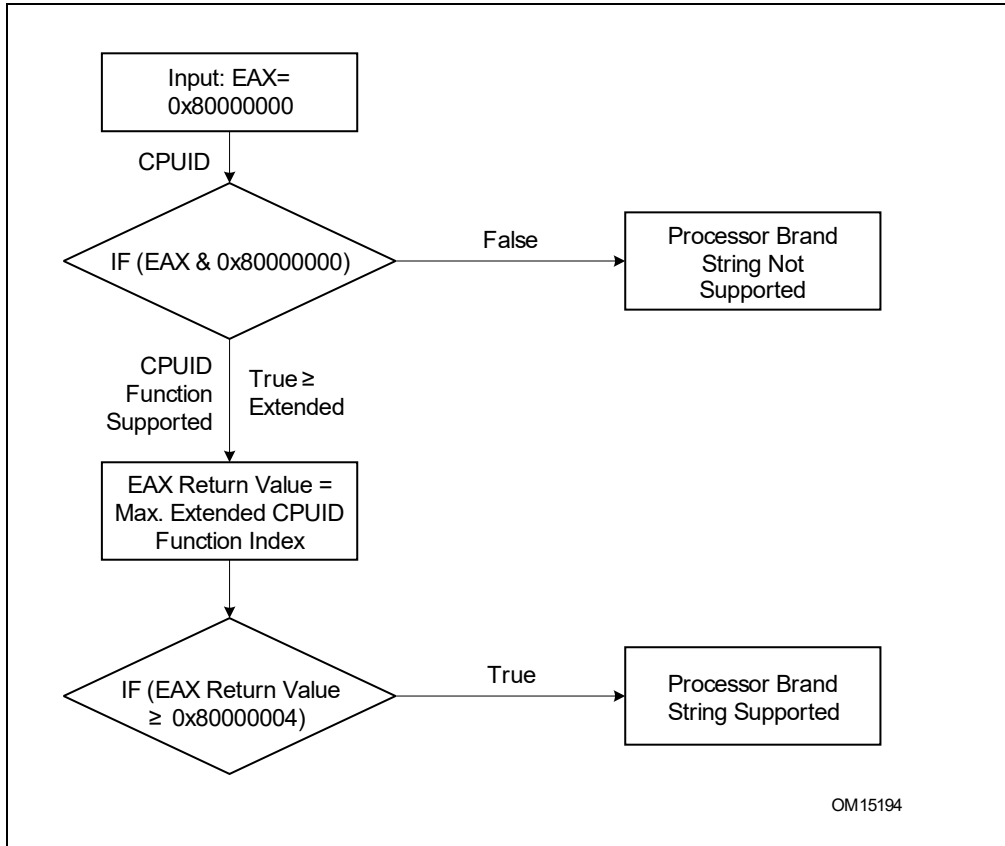 Input: EAX=
0x80000000
CPUID
IF (EAX & 0x80000000)
False
Processor Brand
String Not
Supported
CPUID
Function
Supported
True ≥
Extended
EAX Return Value =
Max. Extended CPUID
Function Index
IF (EAX Return Value
≥ 0x80000004)
True
Processor Brand
String Supported
OM15194